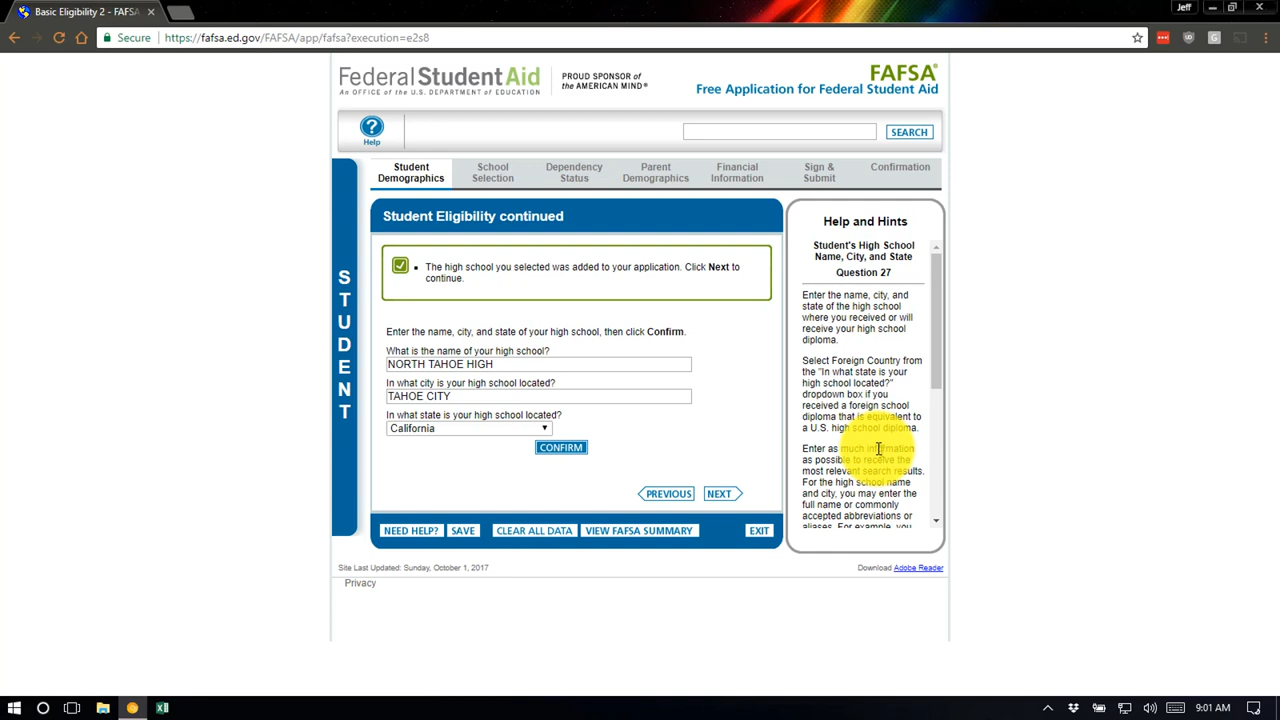 Basic Eligibility 2 - FAFSA
Jeff
Secure
https://fafsa.ed.gov/FAFSA/app/fafsa?execution=e2s8
Federal Student Aid
An OFFICE of the U.S. DEPARTMENT of EDUCATION
PROUD SPONSOR of
the AMERICAN MIND®
FAFSA®
Free Application for Federal Student Aid
?
Help
SEARCH
Student
Demographics
School
Selection
Dependency
Status
Parent
Demographics
Financial
Information
Sign &
Submit
Confirmation
STUDENT
Student Eligibility continued
The high school you selected was added to your application. Click Next to
continue.
Enter the name, city, and state of your high school, then click Confirm.
What is the name of your high school?
NORTH TAHOE HIGH
In what city is your high school located?
TAHOE CITY
In what state is your high school located?
California
CONFIRM
PREVIOUS
NEXT
NEED HELP?
SAVE
CLEAR ALL DATA
VIEW FAFSA SUMMARY
EXIT
Help and Hints
Student's High School
Name, City, and State
Question 27
Enter the name, city, and
state of the high school
where you received or will
receive your high school
diploma.
Select Foreign Country from
the "In what state is your
high school located?"
dropdown box if you
received a foreign school
diploma that is equivalent to
a U.S. high school diploma.
Enter as much information
as possible to receive the
most relevant search results.
For the high school name
and city, you may enter the
full name or commonly
accepted abbreviations or
aliases. For example, you
Site Last Updated: Sunday, October 1, 2017
Download Adobe Reader
Privacy
9:01 AM